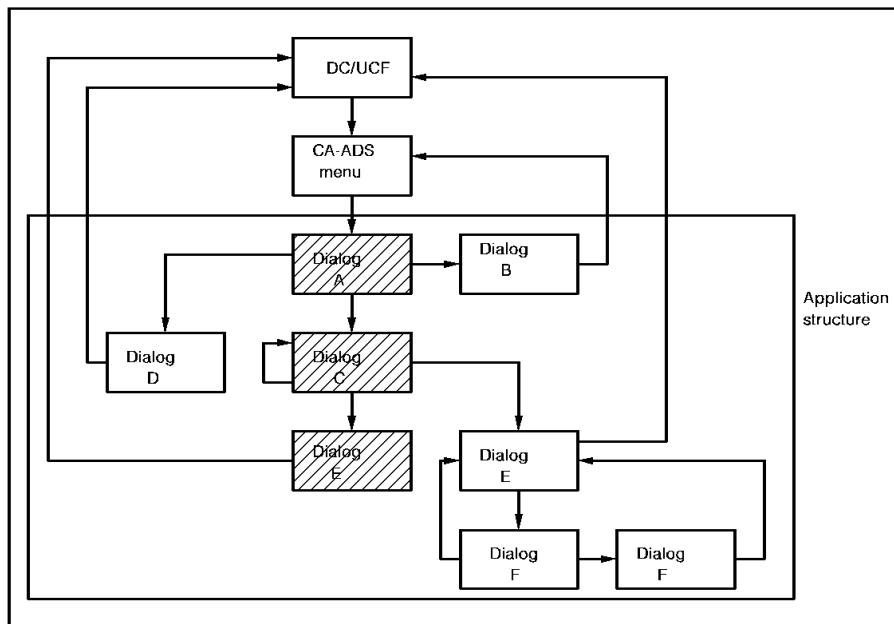 DC/UCF
CA-ADS
menu
Dialog
A
Dialog
B
Application
structure
Dialog
D
Dialog
C
Dialog
E
Dialog
E
Dialog
F
Dialog
F